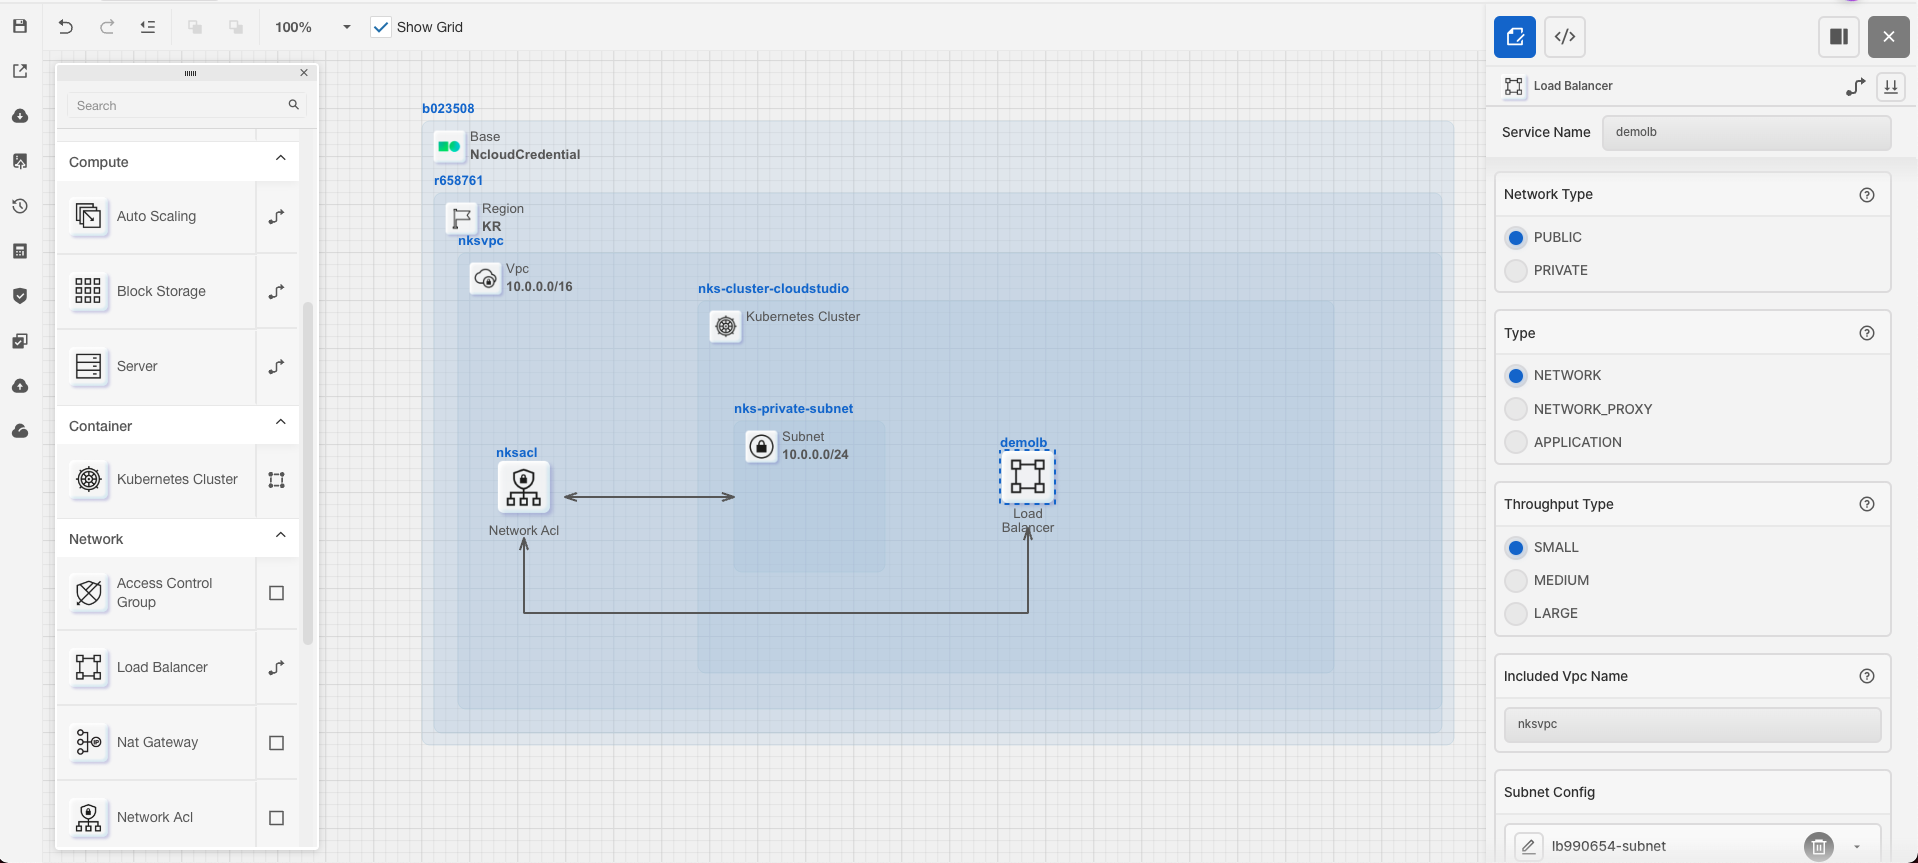 100%
Show Grid
Search
Compute
Auto Scaling
Block Storage
Server
Container
Kubernetes Cluster
Network
Access Control
Group
Load Balancer
Nat Gateway
Network Acl
b023508
Base
NcloudCredential
r658761
Region
KR
nksvpc
Vpc
10.0.0.0/16
nks-cluster-cloudstudio
Kubernetes Cluster
nks-private-subnet
Subnet
10.0.0.0/24
nksacl
Network Acl
demolb
Load
Balancer
Load Balancer
Service Name
demolb
Network Type
PUBLIC
PRIVATE
Type
NETWORK
NETWORK_PROXY
APPLICATION
Throughput Type
SMALL
MEDIUM
LARGE
Included Vpc Name
nksvpc
Subnet Config
lb990654-subnet